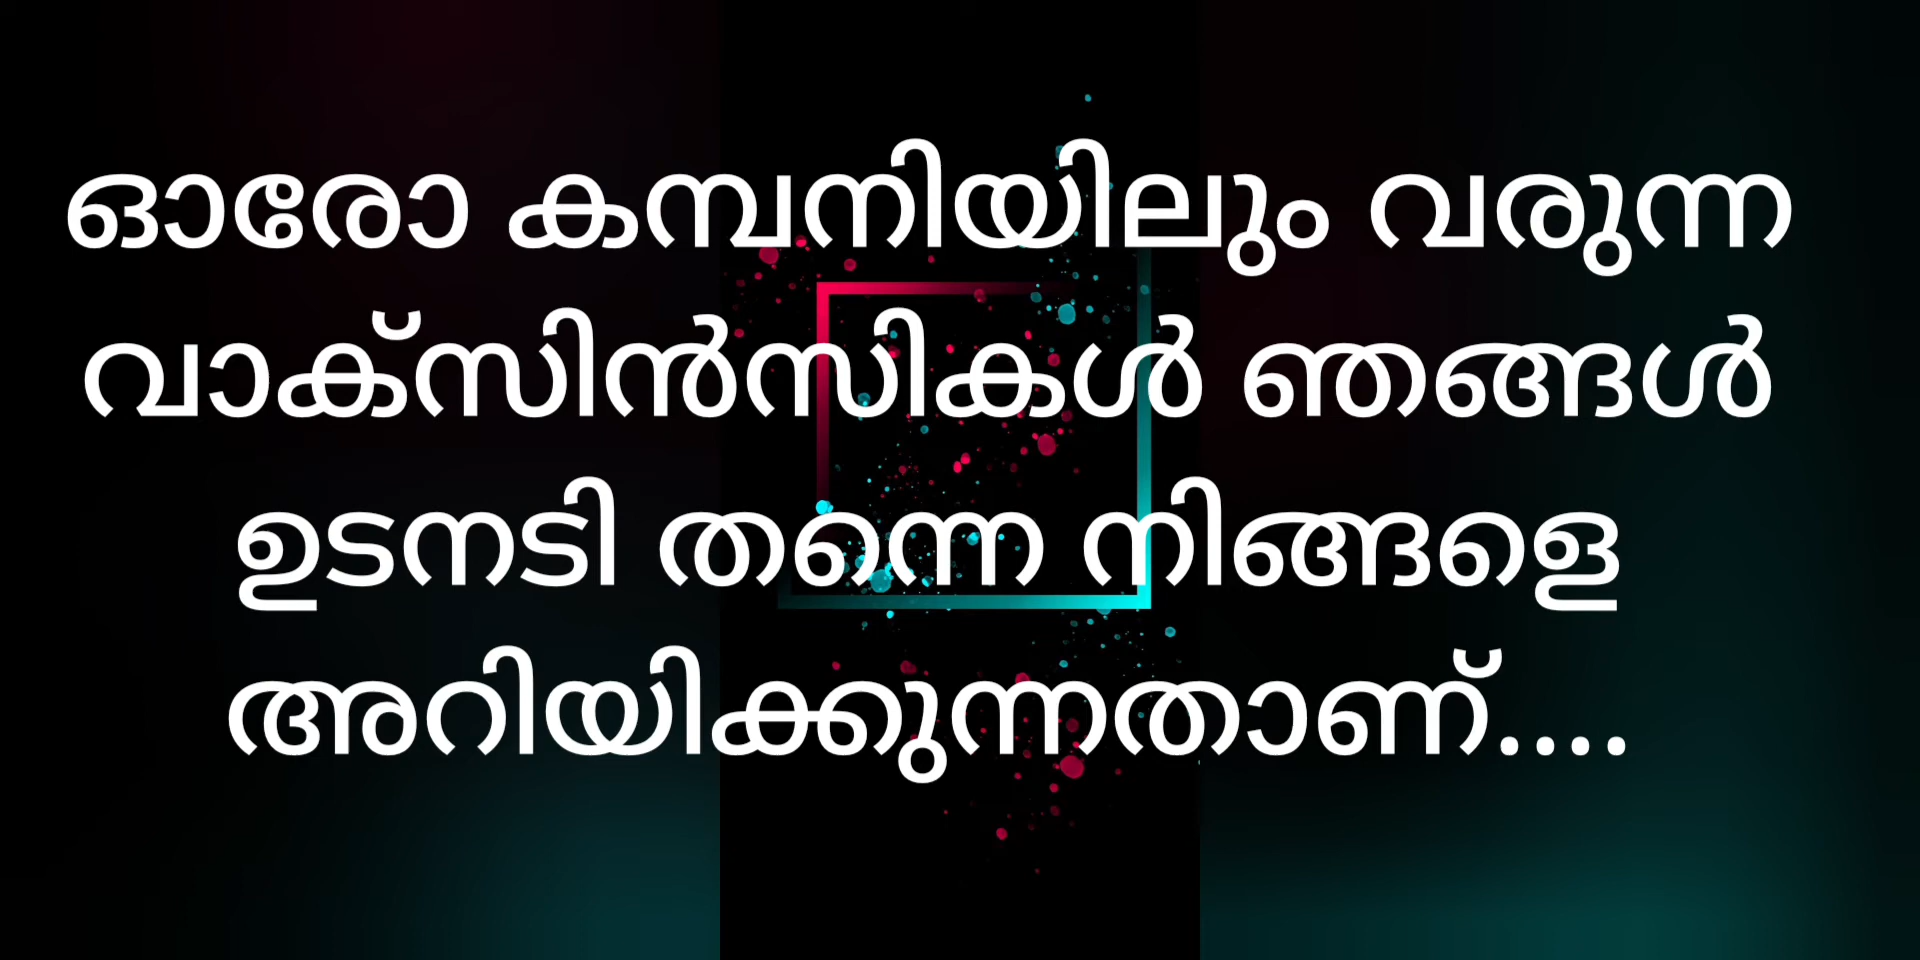 ഓരോ കമ്പനിയിലും വരുന്ന
വാക്സിൻസികൾ ഞങ്ങൾ
ഉടനടി തന്നെ നിങ്ങളെ
അറിയിക്കുന്നതാണ്....